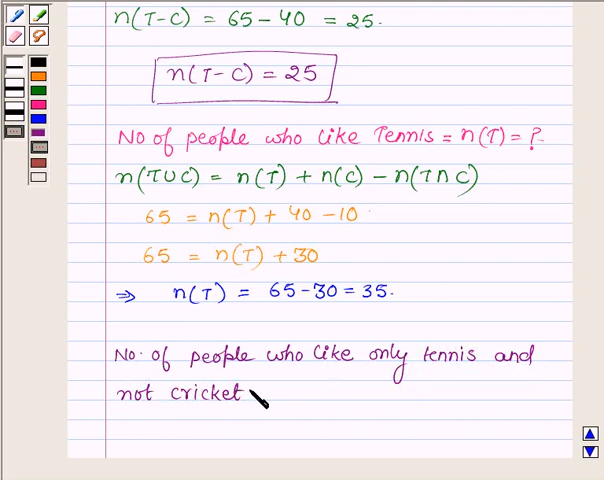 n(T-C) = 65-40 = 25.
n(T-C) = 25
No of people who like Tennis = n(T) = ?
n(TUC) = n(T) + n(C) - n(T∩C)
65 = n(T) + 40 - 10
65 = n(T) + 30
⇒ n(T) = 65-30 = 35.
No. of people who like only tennis and
not cricket